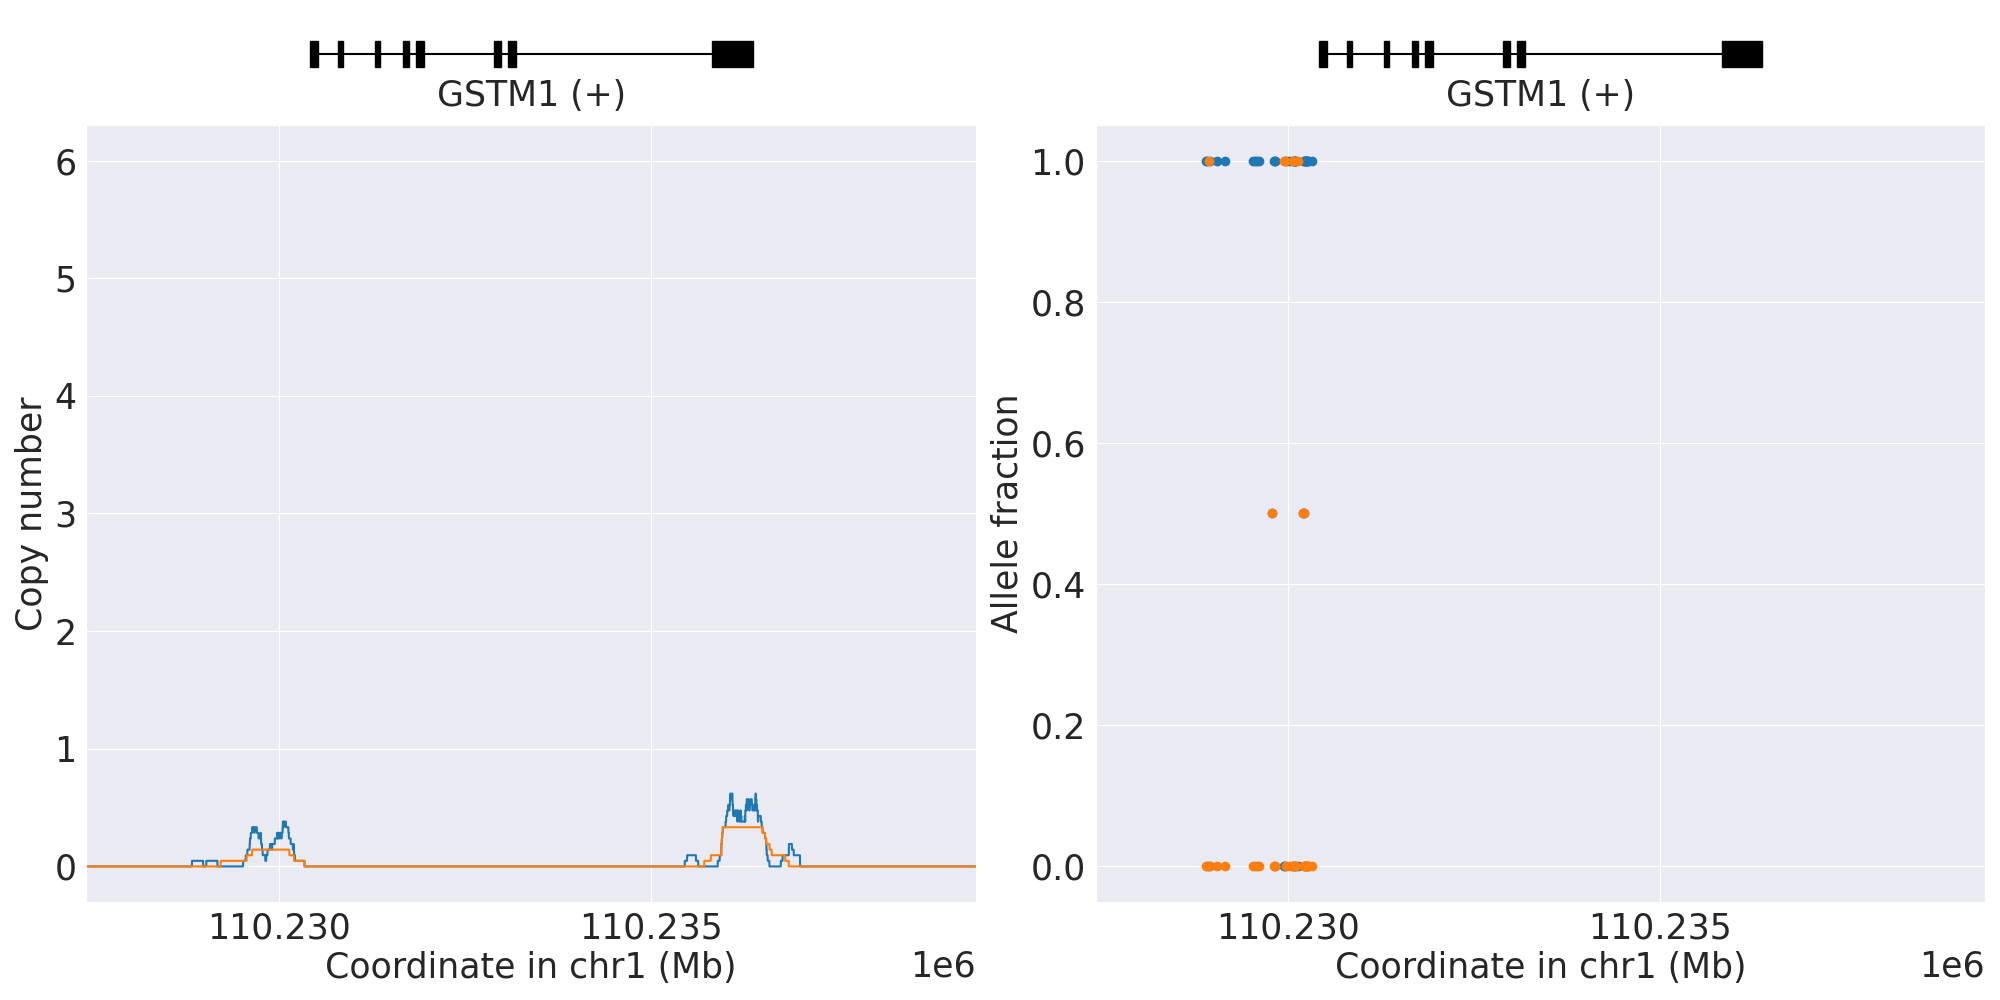 GSTM1 (+)
6
5
4
3
2
1
0
Copy number
110.230
110.235
Coordinate in chr1 (Mb)
1e6
GSTM1 (+)
1.0
0.8
0.6
0.4
0.2
0.0
Allele fraction
110.230
110.235
Coordinate in chr1 (Mb)
1e6